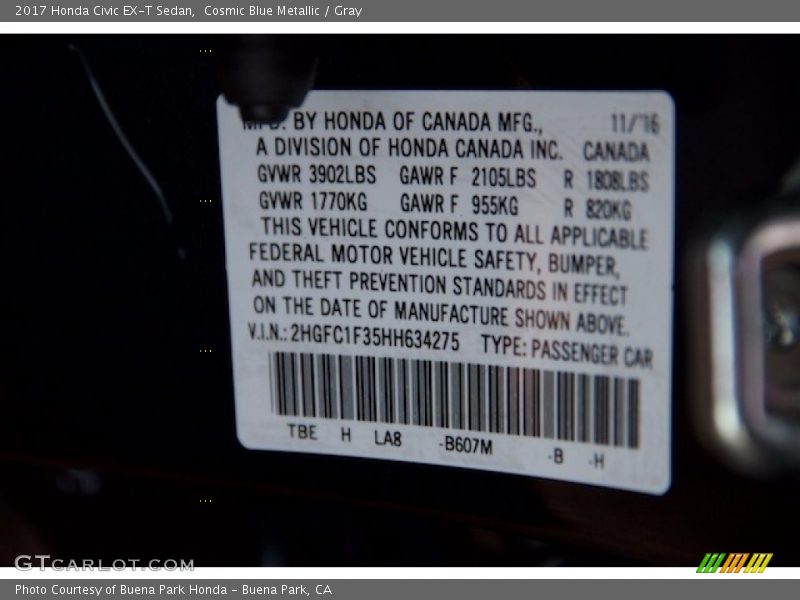 2017 Honda Civic EX-T Sedan,  Cosmic Blue Metallic / Gray
MFG. BY HONDA OF CANADA MFG., 11/'16
A DIVISION OF HONDA CANADA INC. CANADA
GVWR 3902LBS GAWR F 2105LBS R 1808LBS
GVWR 1770KG GAWR F 955KG R 820KG
THIS VEHICLE CONFORMS TO ALL APPLICABLE
FEDERAL MOTOR VEHICLE SAFETY, BUMPER,
AND THEFT PREVENTION STANDARDS IN EFFECT
ON THE DATE OF MANUFACTURE SHOWN ABOVE.
V.I.N.: 2HGFC1F35HH634275 TYPE: PASSENGER CAR
TBE H LA8 -B607M -B -H
GTCARLOT.COM
Photo Courtesy of Buena Park Honda - Buena Park, CA